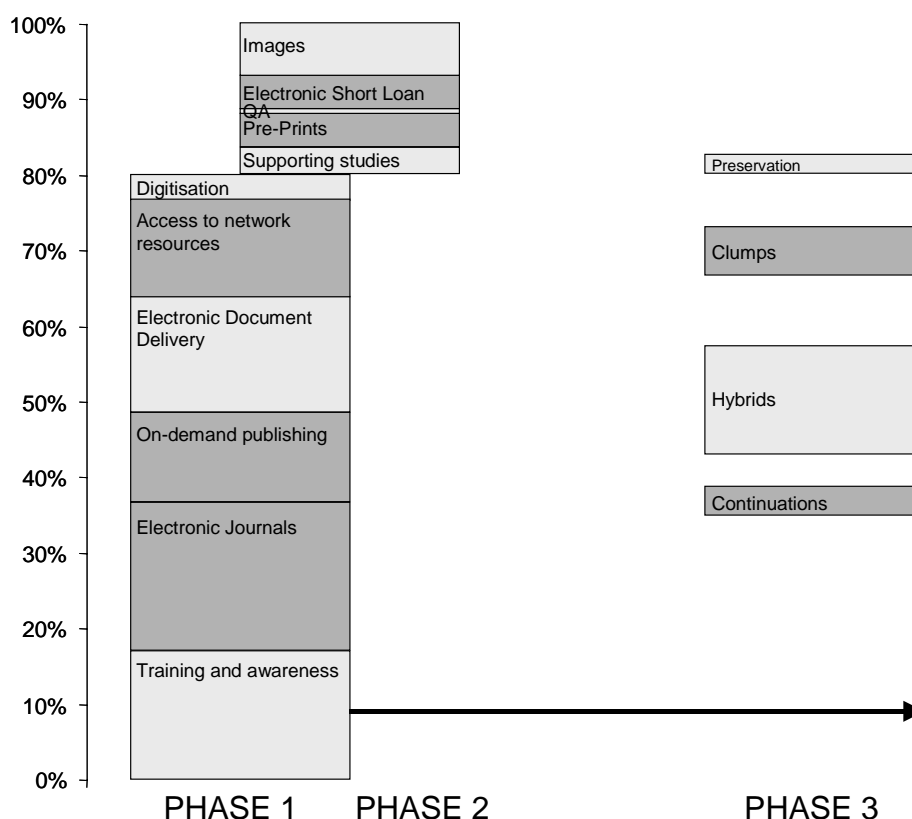 100%
90%
80%
70%
60%
50%
40%
30%
20%
10%
0%
Images
Electronic Short Loan
QA
Pre-Prints
Supporting studies
Digitisation
Access to network
resources
Electronic Document
Delivery
On-demand publishing
Electronic Journals
Training and awareness
Preservation
Clumps
Hybrids
Continuations
PHASE 1
PHASE 2
PHASE 3